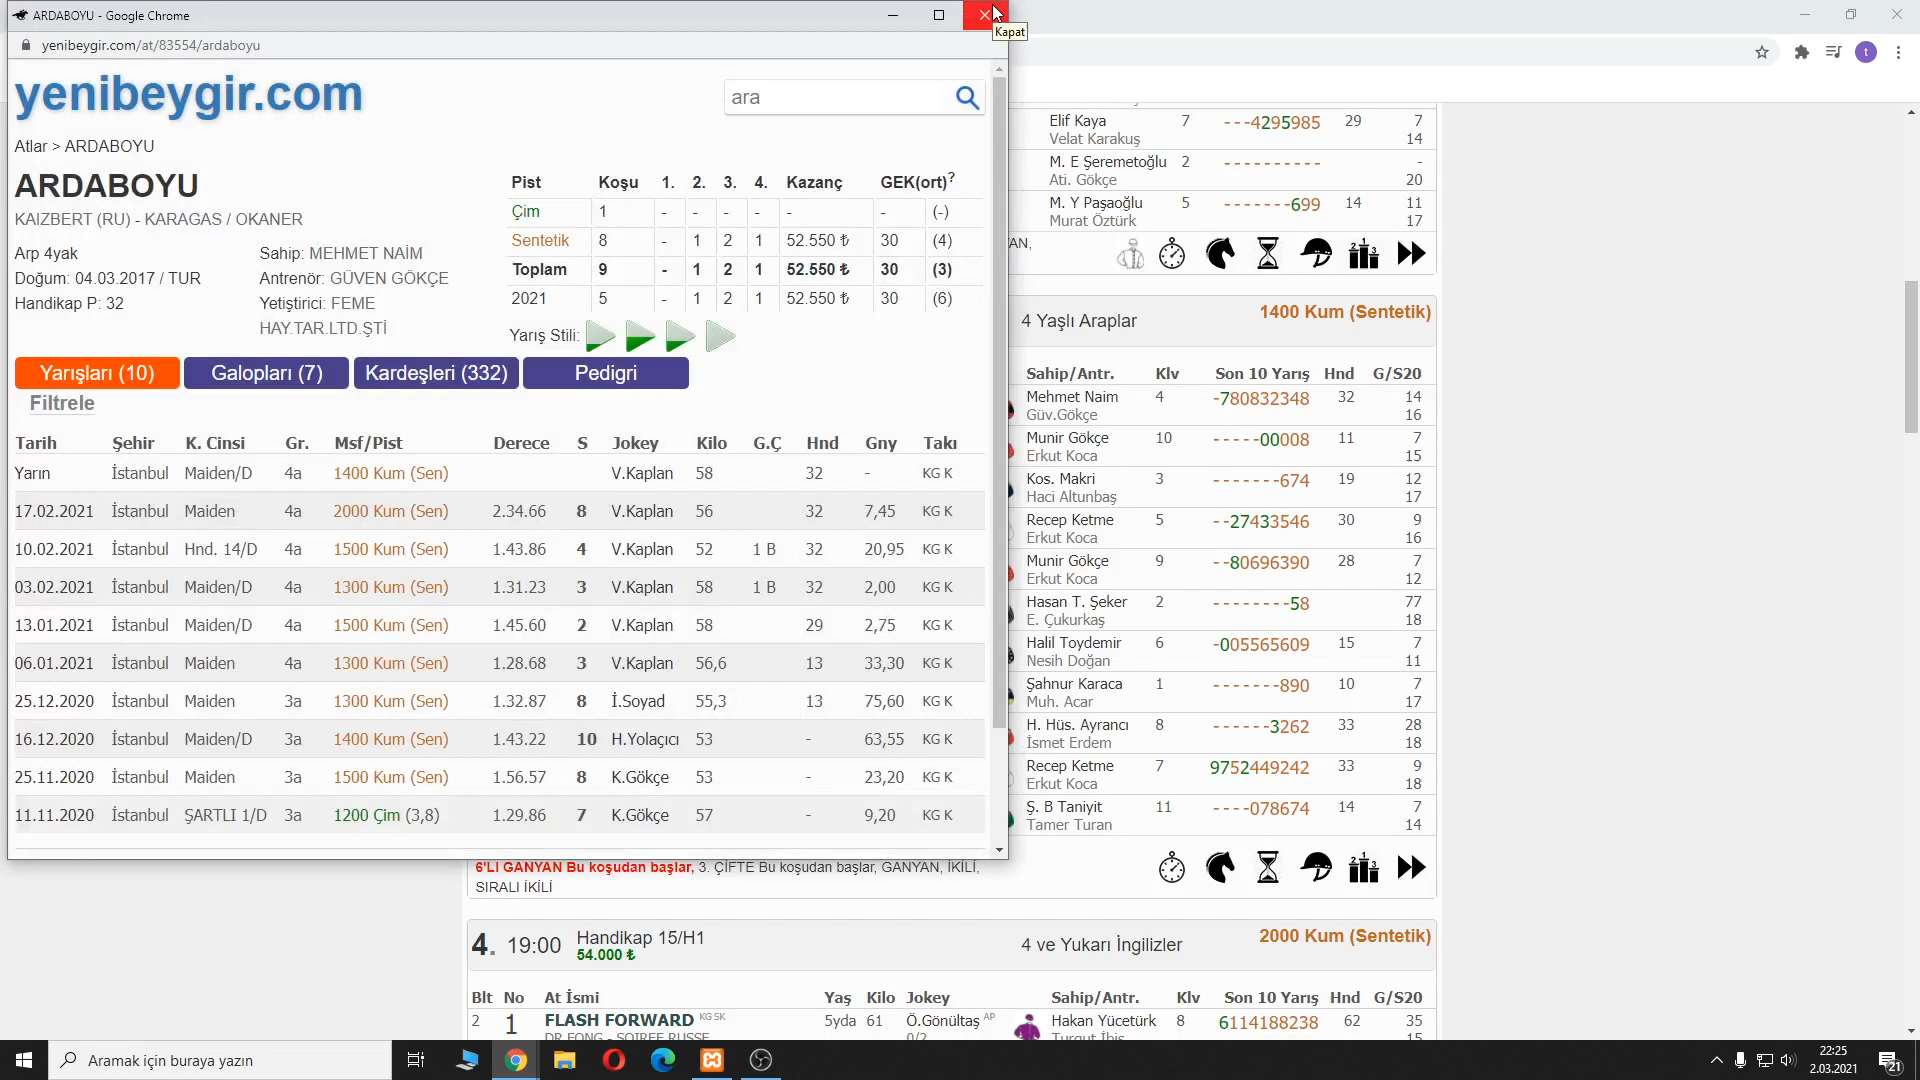 ARDABOYU - Google Chrome
Kapat
yenibeygir.com/at/83554/ardaboyu
t
yenibeygir.com
ara
Atlar > ARDABOYU
ARDABOYU
KAIZBERT (RU) - KARAGAS / OKANER
Arp 4yak
Doğum: 04.03.2017 / TUR
Handikap P: 32
Sahip: MEHMET NAİM
Antrenör: GÜVEN GÖKÇE
Yetiştirici: FEME
HAY.TAR.LTD.ŞTİ
Pist Koşu 1. 2. 3. 4. Kazanç GEK(ort)?
Çim 1 - - - - - - (-)
Sentetik 8 - 1 2 1 52.550 ₺ 30 (4)
Toplam 9 - 1 2 1 52.550 ₺ 30 (3)
2021 5 - 1 2 1 52.550 ₺ 30 (6)
Yarış Stili:
Yarışları (10) Galopları (7) Kardeşleri (332) Pedigri
Filtrele
Tarih Şehir K. Cinsi Gr. Msf/Pist Derece S Jokey Kilo G.Ç Hnd Gny Takı
Yarın İstanbul Maiden/D 4a 1400 Kum (Sen) V.Kaplan 58 32 - KG K
17.02.2021 İstanbul Maiden 4a 2000 Kum (Sen) 2.34.66 8 V.Kaplan 56 32 7,45 KG K
10.02.2021 İstanbul Hnd. 14/D 4a 1500 Kum (Sen) 1.43.86 4 V.Kaplan 52 1 B 32 20,95 KG K
03.02.2021 İstanbul Maiden/D 4a 1300 Kum (Sen) 1.31.23 3 V.Kaplan 58 1 B 32 2,00 KG K
13.01.2021 İstanbul Maiden/D 4a 1500 Kum (Sen) 1.45.60 2 V.Kaplan 58 29 2,75 KG K
06.01.2021 İstanbul Maiden 4a 1300 Kum (Sen) 1.28.68 3 V.Kaplan 56,6 13 33,30 KG K
25.12.2020 İstanbul Maiden 3a 1300 Kum (Sen) 1.32.87 8 İ.Soyad 55,3 13 75,60 KG K
16.12.2020 İstanbul Maiden/D 3a 1400 Kum (Sen) 1.43.22 10 H.Yolaçıcı 53 - 63,55 KG K
25.11.2020 İstanbul Maiden 3a 1500 Kum (Sen) 1.56.57 8 K.Gökçe 53 - 23,20 KG K
11.11.2020 İstanbul ŞARTLI 1/D 3a 1200 Çim (3,8) 1.29.86 7 K.Gökçe 57 - 9,20 KG K
Elif Kaya 7 ---4295985 29 7
Velat Karakuş 14
M. E Şeremetoğlu 2 ---------- -
Ati. Gökçe 20
M. Y Paşaoğlu 5 -------699 14 11
Murat Öztürk 17
AN,
4 Yaşlı Araplar 1400 Kum (Sentetik)
Sahip/Antr. Klv Son 10 Yarış Hnd G/S20
Mehmet Naim 4 -780832348 32 14
Güv.Gökçe 16
Munir Gökçe 10 -----00008 11 7
Erkut Koca 15
Kos. Makri 3 -------674 19 12
Haci Altunbaş 17
Recep Ketme 5 --27433546 30 9
Erkut Koca 16
Munir Gökçe 9 --80696390 28 7
Erkut Koca 12
Hasan T. Şeker 2 --------58 77
E. Çukurkaş 18
Halil Toydemir 6 -005565609 15 7
Nesih Doğan 11
Şahnur Karaca 1 -------890 10 7
Muh. Acar 17
H. Hüs. Ayrancı 8 ------3262 33 28
İsmet Erdem 18
Recep Ketme 7 9752449242 33 9
Erkut Koca 18
Ş. B Taniyit 11 ----078674 14 7
Tamer Turan 14
6'LI GANYAN Bu koşudan başlar, 3. ÇİFTE Bu koşudan başlar, GANYAN, İKİLİ,
SIRALI İKİLİ
4. 19:00 Handikap 15/H1 4 ve Yukarı İngilizler 2000 Kum (Sentetik)
54.000 ₺
Blt No At İsmi Yaş Kilo Jokey Sahip/Antr. Klv Son 10 Yarış Hnd G/S20
2 1 FLASH FORWARD KG SK 5yda 61 Ö.Gönültaş AP Hakan Yücetürk 8 6114188238 62 35
Aramak için buraya yazın
22:25
2.03.2021
21